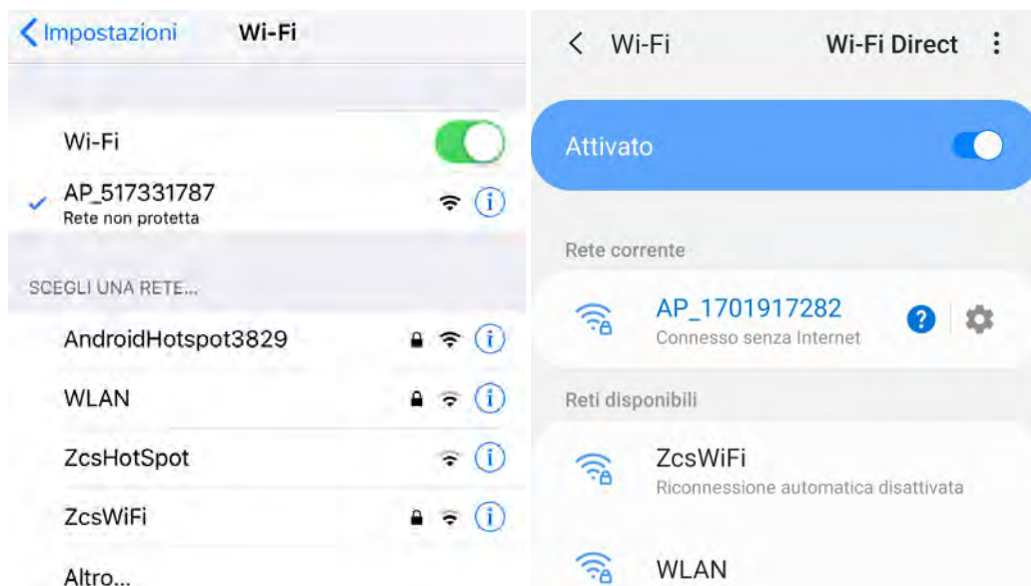 Impostazioni
Wi-Fi
Wi-Fi
AP_517331787
Rete non protetta
SCEGLI UNA RETE...
AndroidHotspot3829
WLAN
ZcsHotSpot
ZcsWiFi
Altro...
Wi-Fi
Wi-Fi Direct
Attivato
Rete corrente
AP_1701917282
Connesso senza Internet
Reti disponibili
ZcsWiFi
Riconnessione automatica disattivata
WLAN